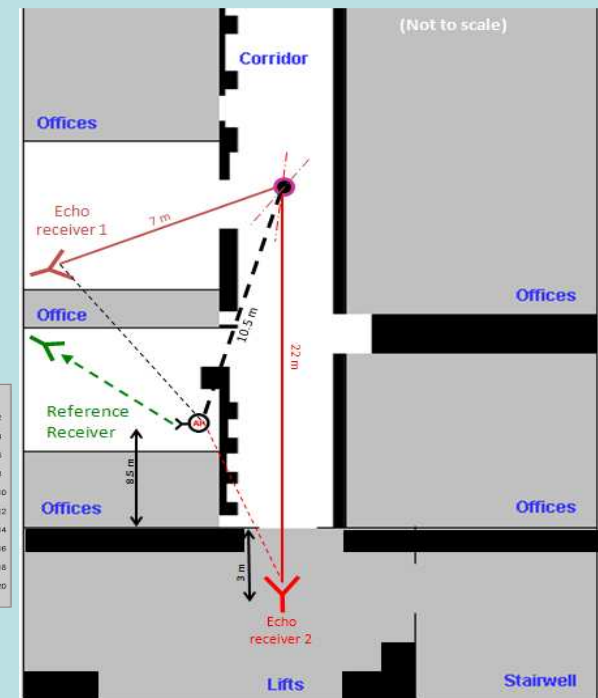 (Not to scale)
Corridor
Offices
Echo
receiver 1
7 m
10.5 m
22 m
Offices
Office
Reference
Receiver
8.5 m
Offices
Offices
3 m
Echo
receiver 2
Lifts
Stairwell